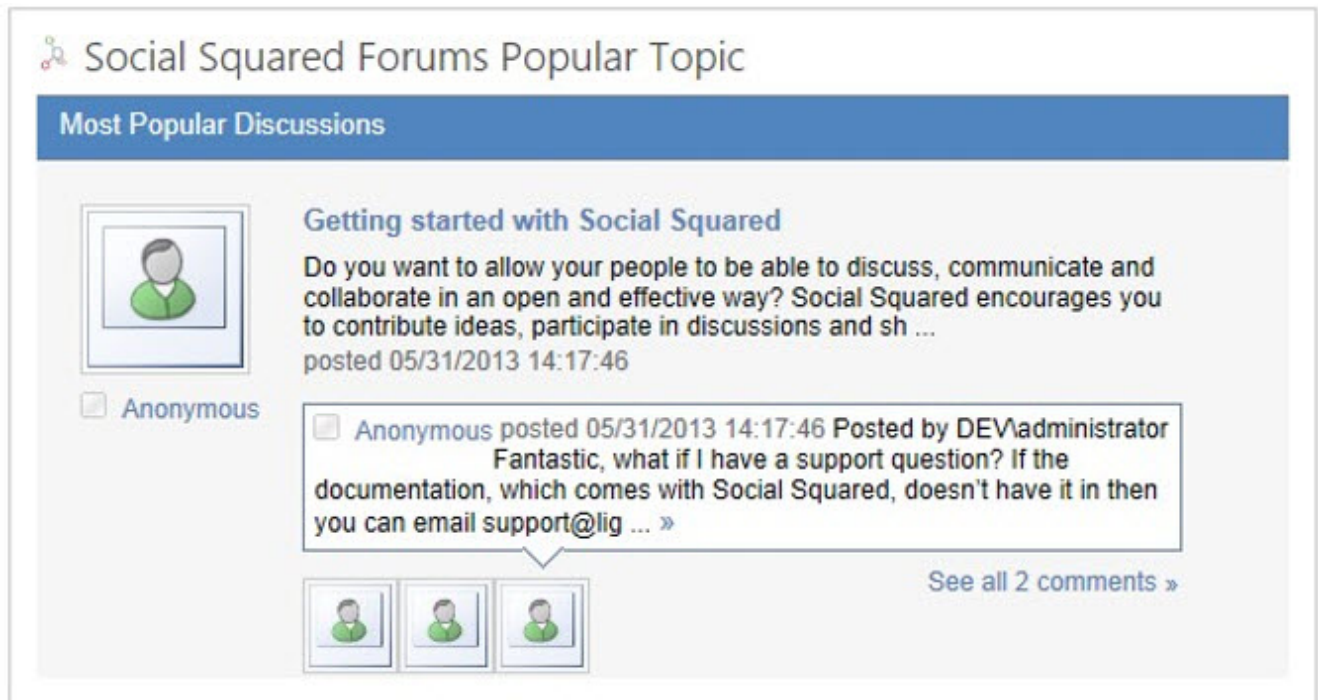 Social Squared Forums Popular Topic
Most Popular Discussions
Getting started with Social Squared
Do you want to allow your people to be able to discuss, communicate and
collaborate in an open and effective way? Social Squared encourages you
to contribute ideas, participate in discussions and sh ...
posted 05/31/2013 14:17:46
Anonymous
Anonymous posted 05/31/2013 14:17:46 Posted by DEV\administrator
Fantastic, what if I have a support question? If the
documentation, which comes with Social Squared, doesn't have it in then
you can email support@lig ... »
See all 2 comments »